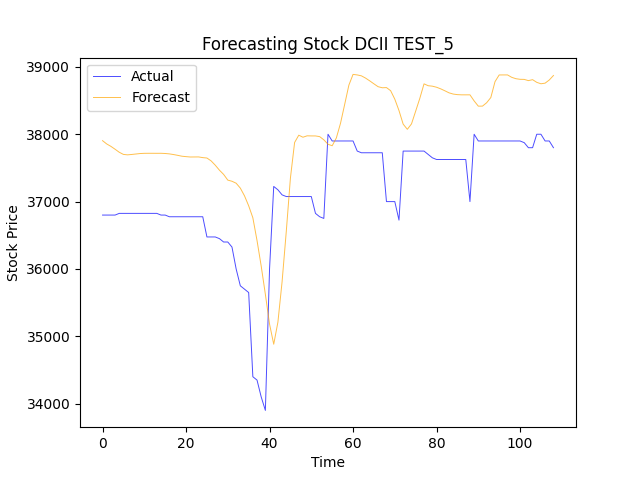 Forecasting Stock DCII TEST_5
Actual
Forecast
39000
38000
37000
36000
35000
34000
Stock Price
0 20 40 60 80 100
Time